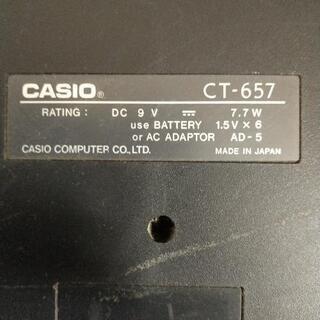 CASIO® CT-657
RATING : DC 9 V ⎓ 7.7 W
use BATTERY 1.5V × 6
or AC ADAPTOR AD-5
CASIO COMPUTER CO., LTD. MADE IN JAPAN